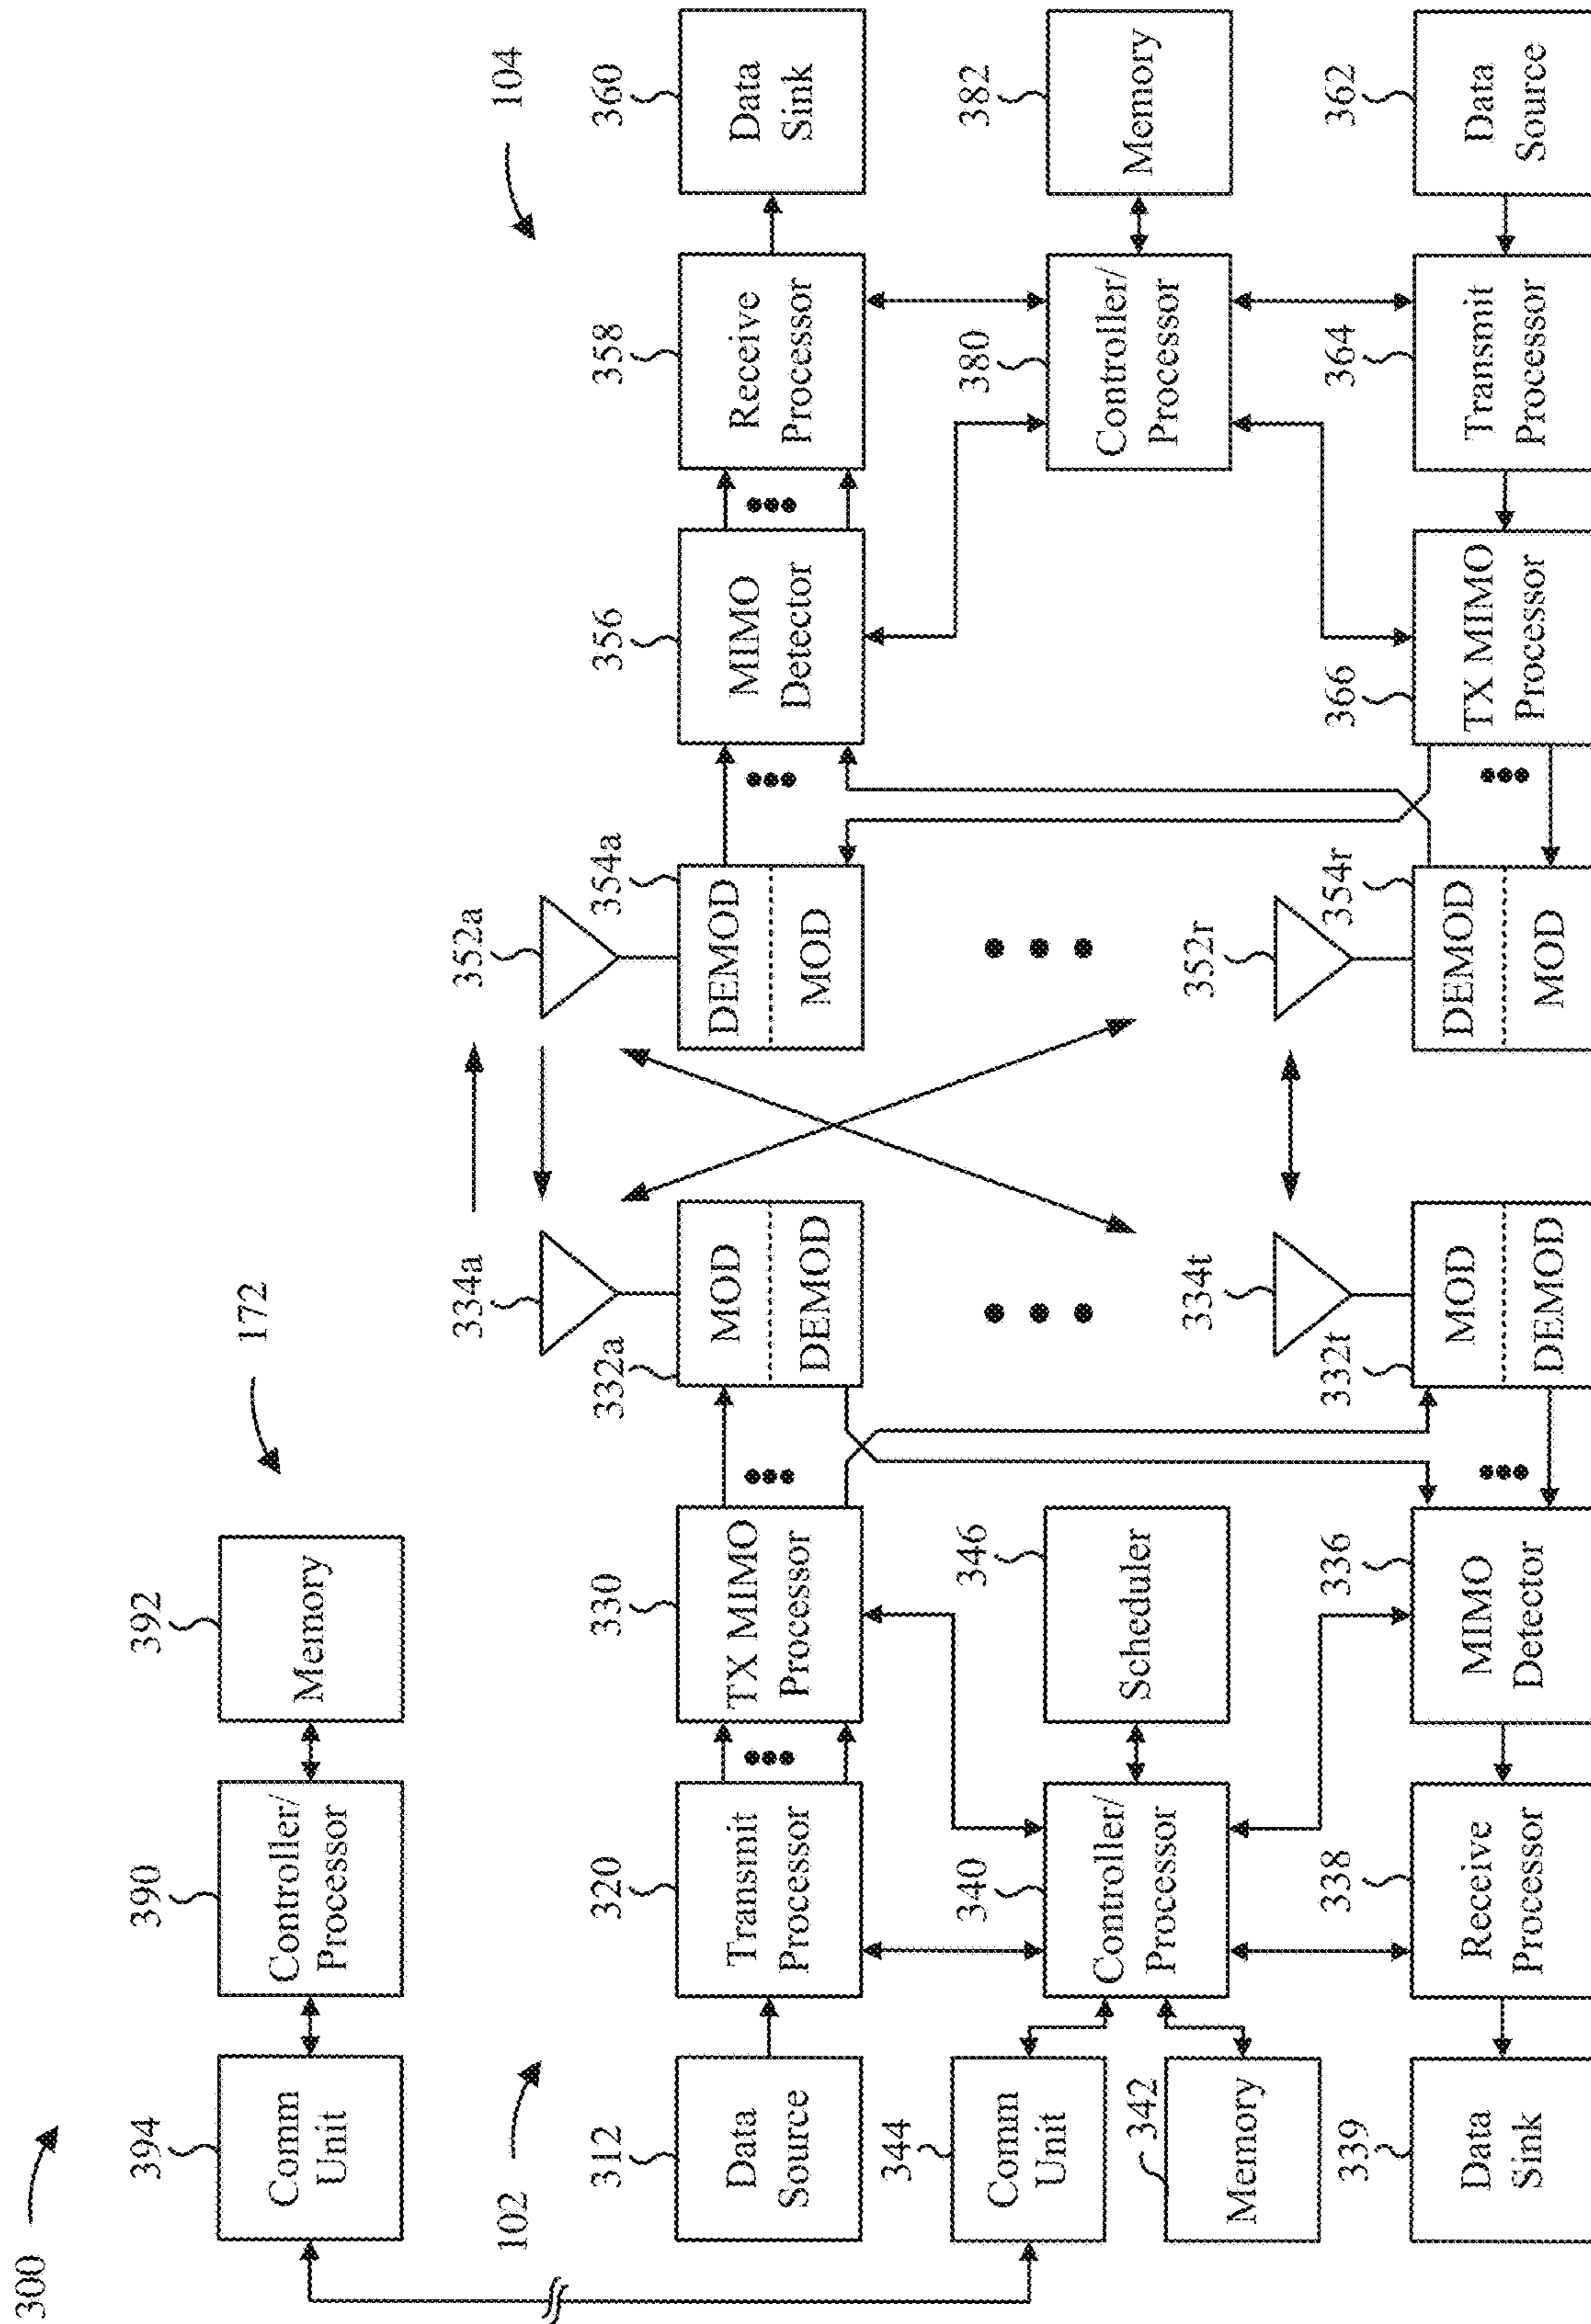 300
394
Comm
Unit
390
Controller/
Processor
392
Memory
172
102
312
Data
Source
320
Transmit
Processor
330
TX MIMO
Processor
332a
MOD
DEMOD
334a
352a
354a
DEMOD
MOD
356
MIMO
Detector
358
Receive
Processor
360
Data
Sink
104
344
Comm
Unit
342
Memory
340
Controller/
Processor
346
Scheduler
380
Controller/
Processor
382
Memory
339
Data
Sink
338
Receive
Processor
336
MIMO
Detector
332t
MOD
DEMOD
334t
352r
354r
DEMOD
MOD
366
TX MIMO
Processor
364
Transmit
Processor
362
Data
Source